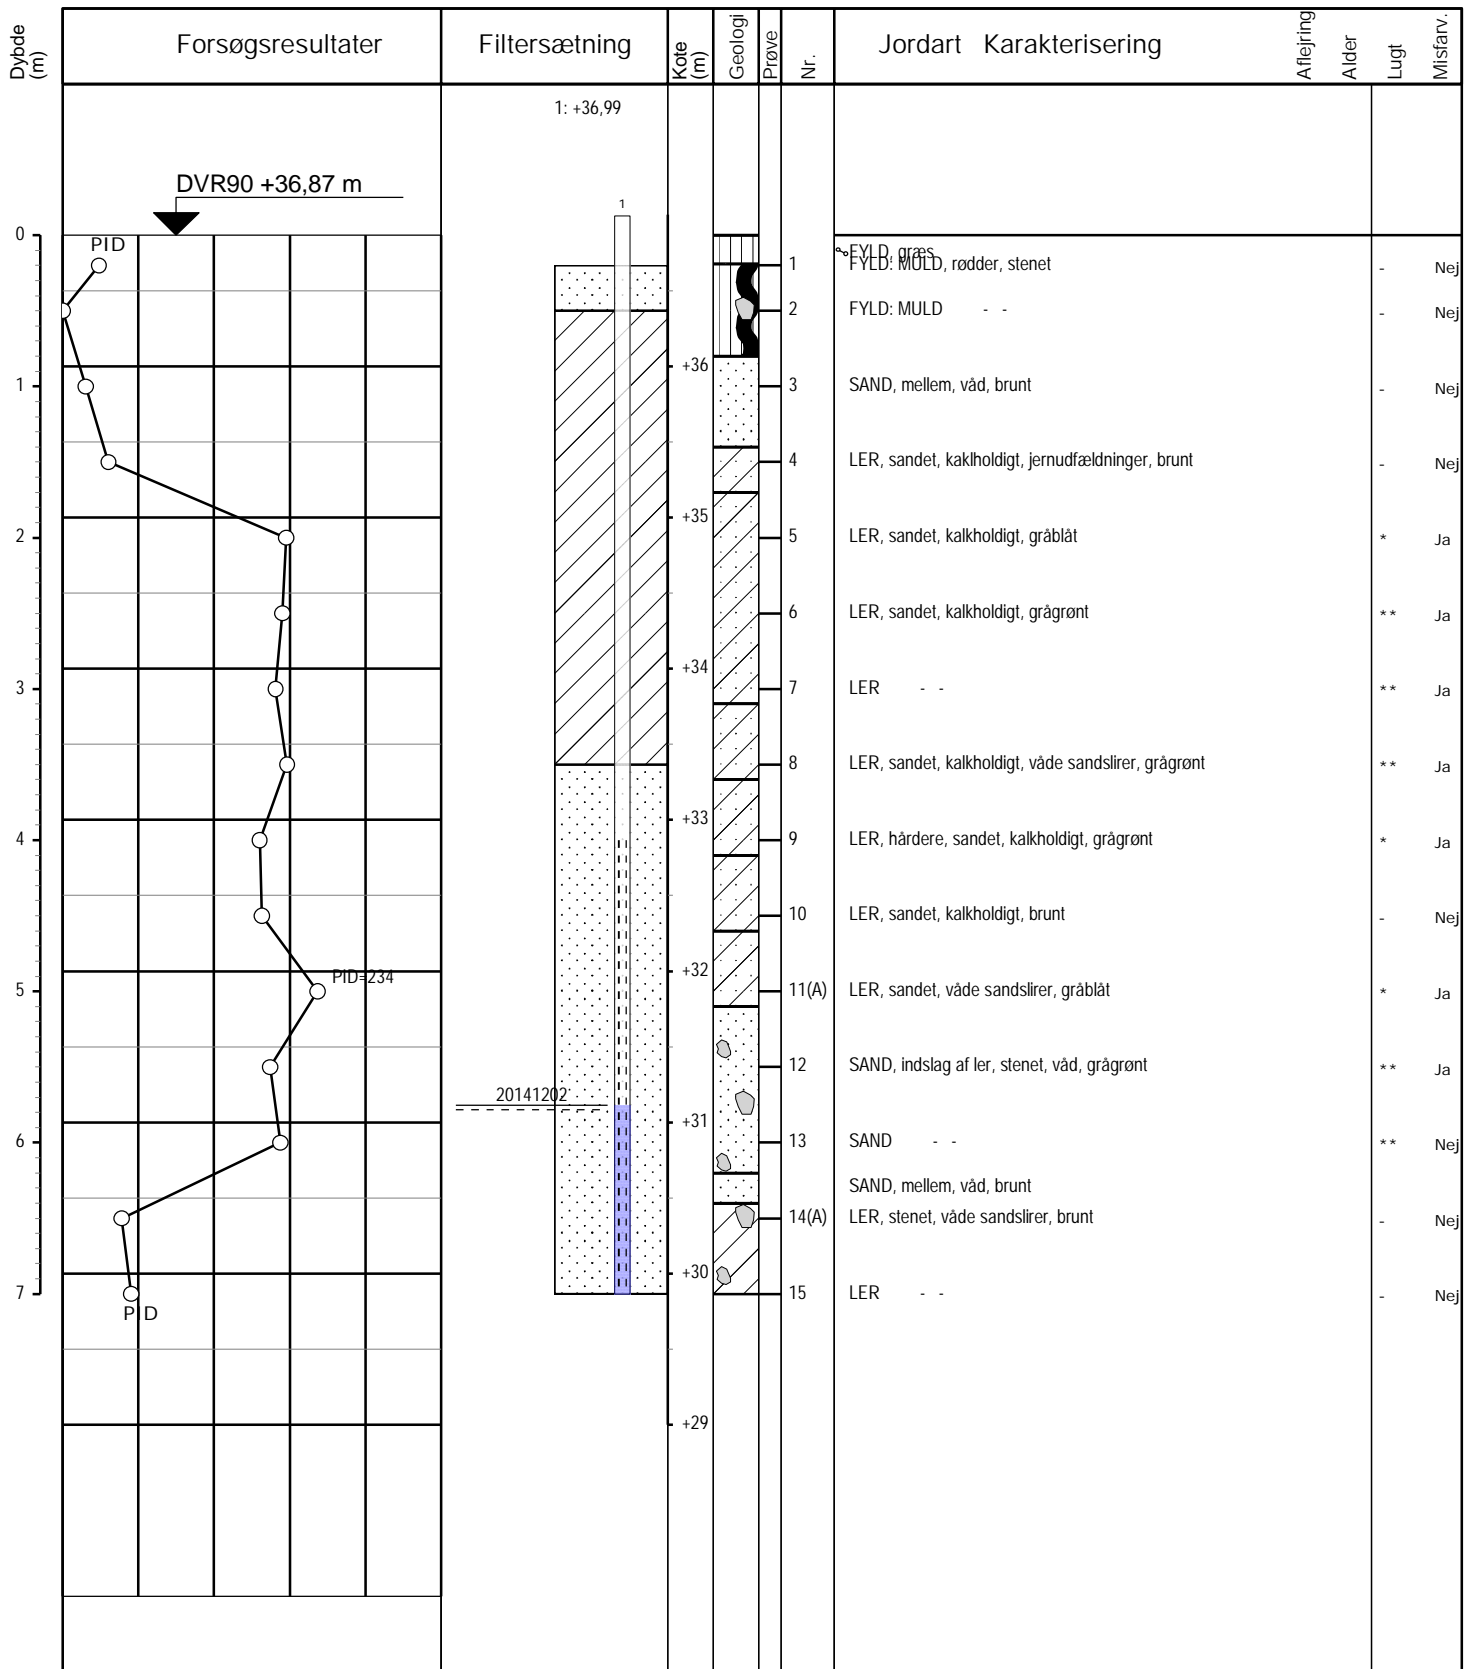 Dybde (m) Forsøgsresultater Filtersætning Kote (m) Geologi Prøve Nr. Jordart Karakterisering Aflejring Alder Lugt Misfarv.
1: +36,99
DVR90 +36,87 m
1
0
PID
FYLD, græs
1 FYLD: MULD, rødder, stenet - Nej
2 FYLD: MULD - - - Nej
+36
1 3 SAND, mellem, våd, brunt - Nej
4 LER, sandet, kaklholdigt, jernudfældninger, brunt - Nej
+35
2 5 LER, sandet, kalkholdigt, gråblåt * Ja
6 LER, sandet, kalkholdigt, grågrønt ** Ja
+34
3 7 LER - - ** Ja
8 LER, sandet, kalkholdigt, våde sandslirer, grågrønt ** Ja
+33
4 9 LER, hårdere, sandet, kalkholdigt, grågrønt * Ja
10 LER, sandet, kalkholdigt, brunt - Nej
+32
PID=234
5 11(A) LER, sandet, våde sandslirer, gråblåt * Ja
12 SAND, indslag af ler, stenet, våd, grågrønt ** Ja
20141202
+31
6 13 SAND - - ** Nej
SAND, mellem, våd, brunt
14(A) LER, stenet, våde sandslirer, brunt - Nej
+30
7 15 LER - - - Nej
PID
+29